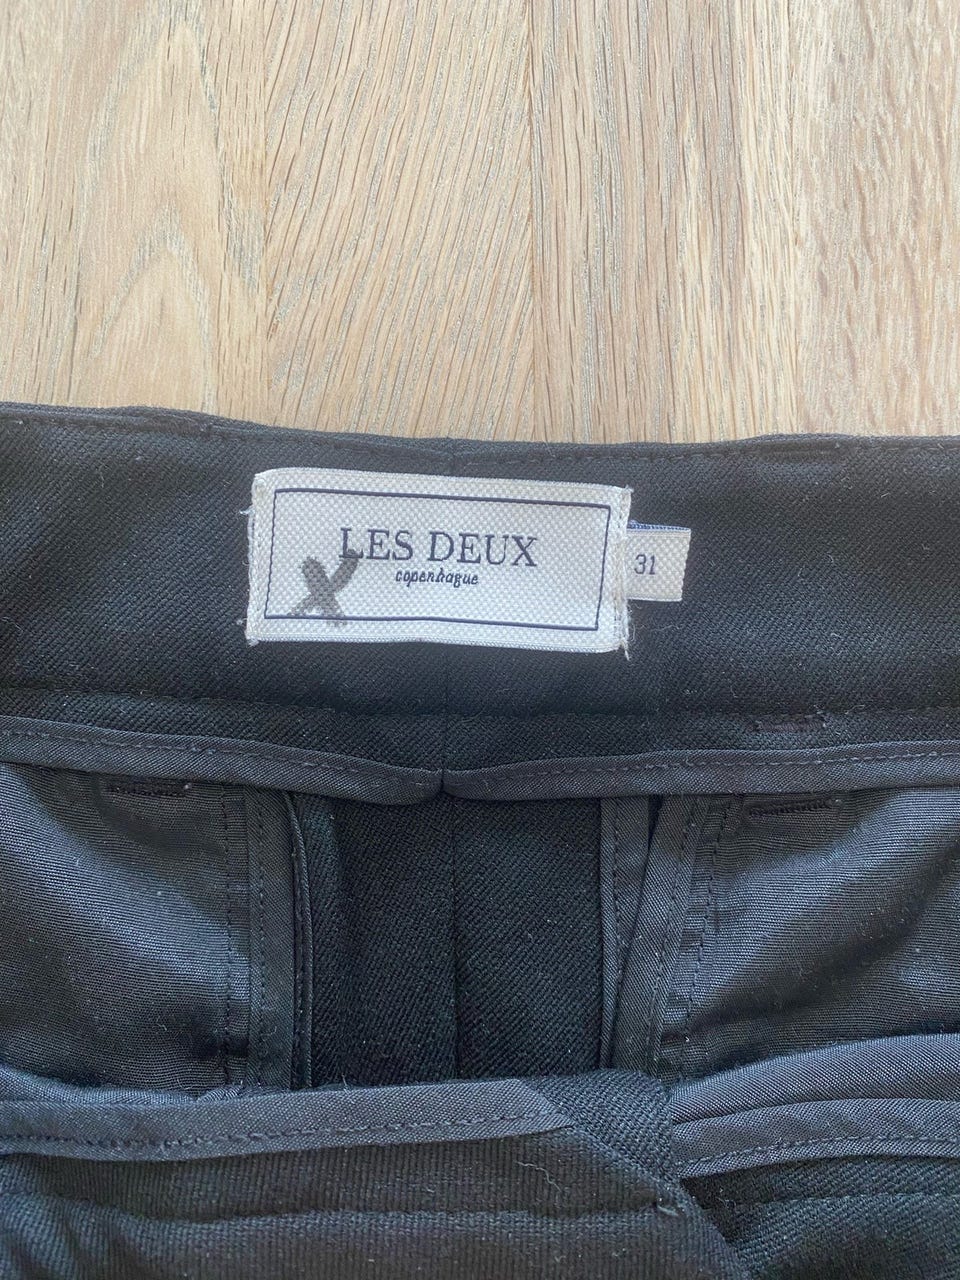 LES DEUX
copenhague
X
31